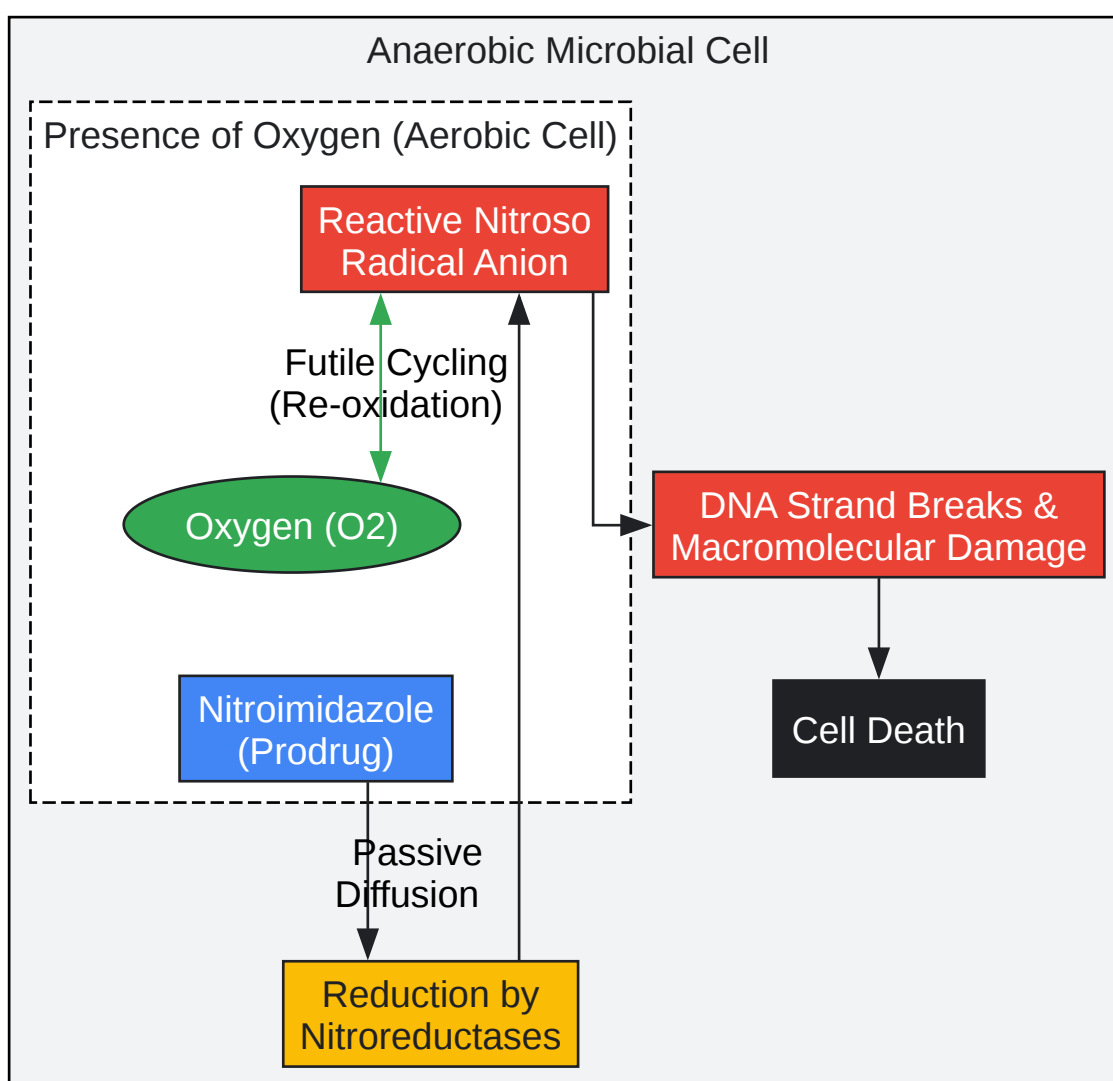 Anaerobic Microbial Cell
Presence of Oxygen (Aerobic Cell)
Reactive Nitroso
Radical Anion
Futile Cycling
(Re-oxidation)
Oxygen (O2)
DNA Strand Breaks &
Macromolecular Damage
Nitroimidazole
(Prodrug)
Cell Death
Passive
Diffusion
Reduction by
Nitroreductases